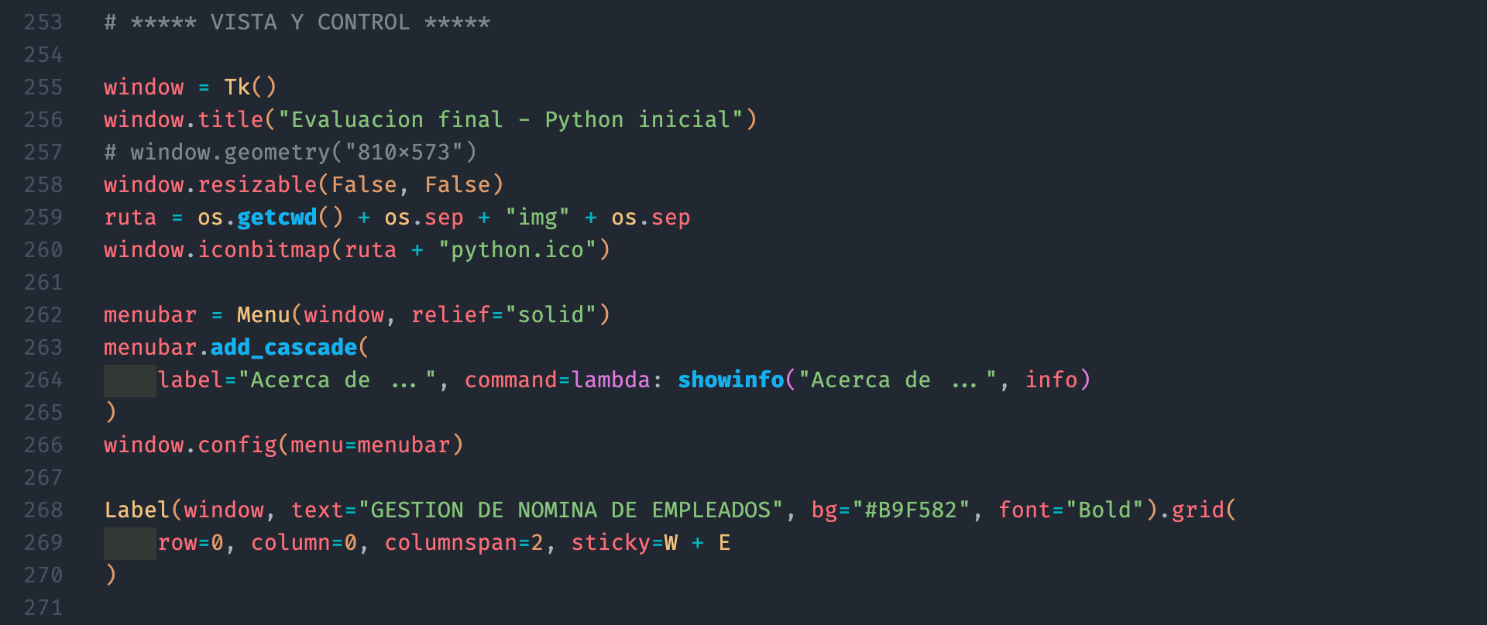 253 # ***** VISTA Y CONTROL *****
254
255 window = Tk()
256 window.title("Evaluacion final - Python inicial")
257 # window.geometry("810×573")
258 window.resizable(False, False)
259 ruta = os.getcwd() + os.sep + "img" + os.sep
260 window.iconbitmap(ruta + "python.ico")
261
262 menubar = Menu(window, relief="solid")
263 menubar.add_cascade(
264     label="Acerca de ...", command=lambda: showinfo("Acerca de ...", info)
265 )
266 window.config(menu=menubar)
267
268 Label(window, text="GESTION DE NOMINA DE EMPLEADOS", bg="#B9F582", font="Bold").grid(
269     row=0, column=0, columnspan=2, sticky=W + E
270 )
271